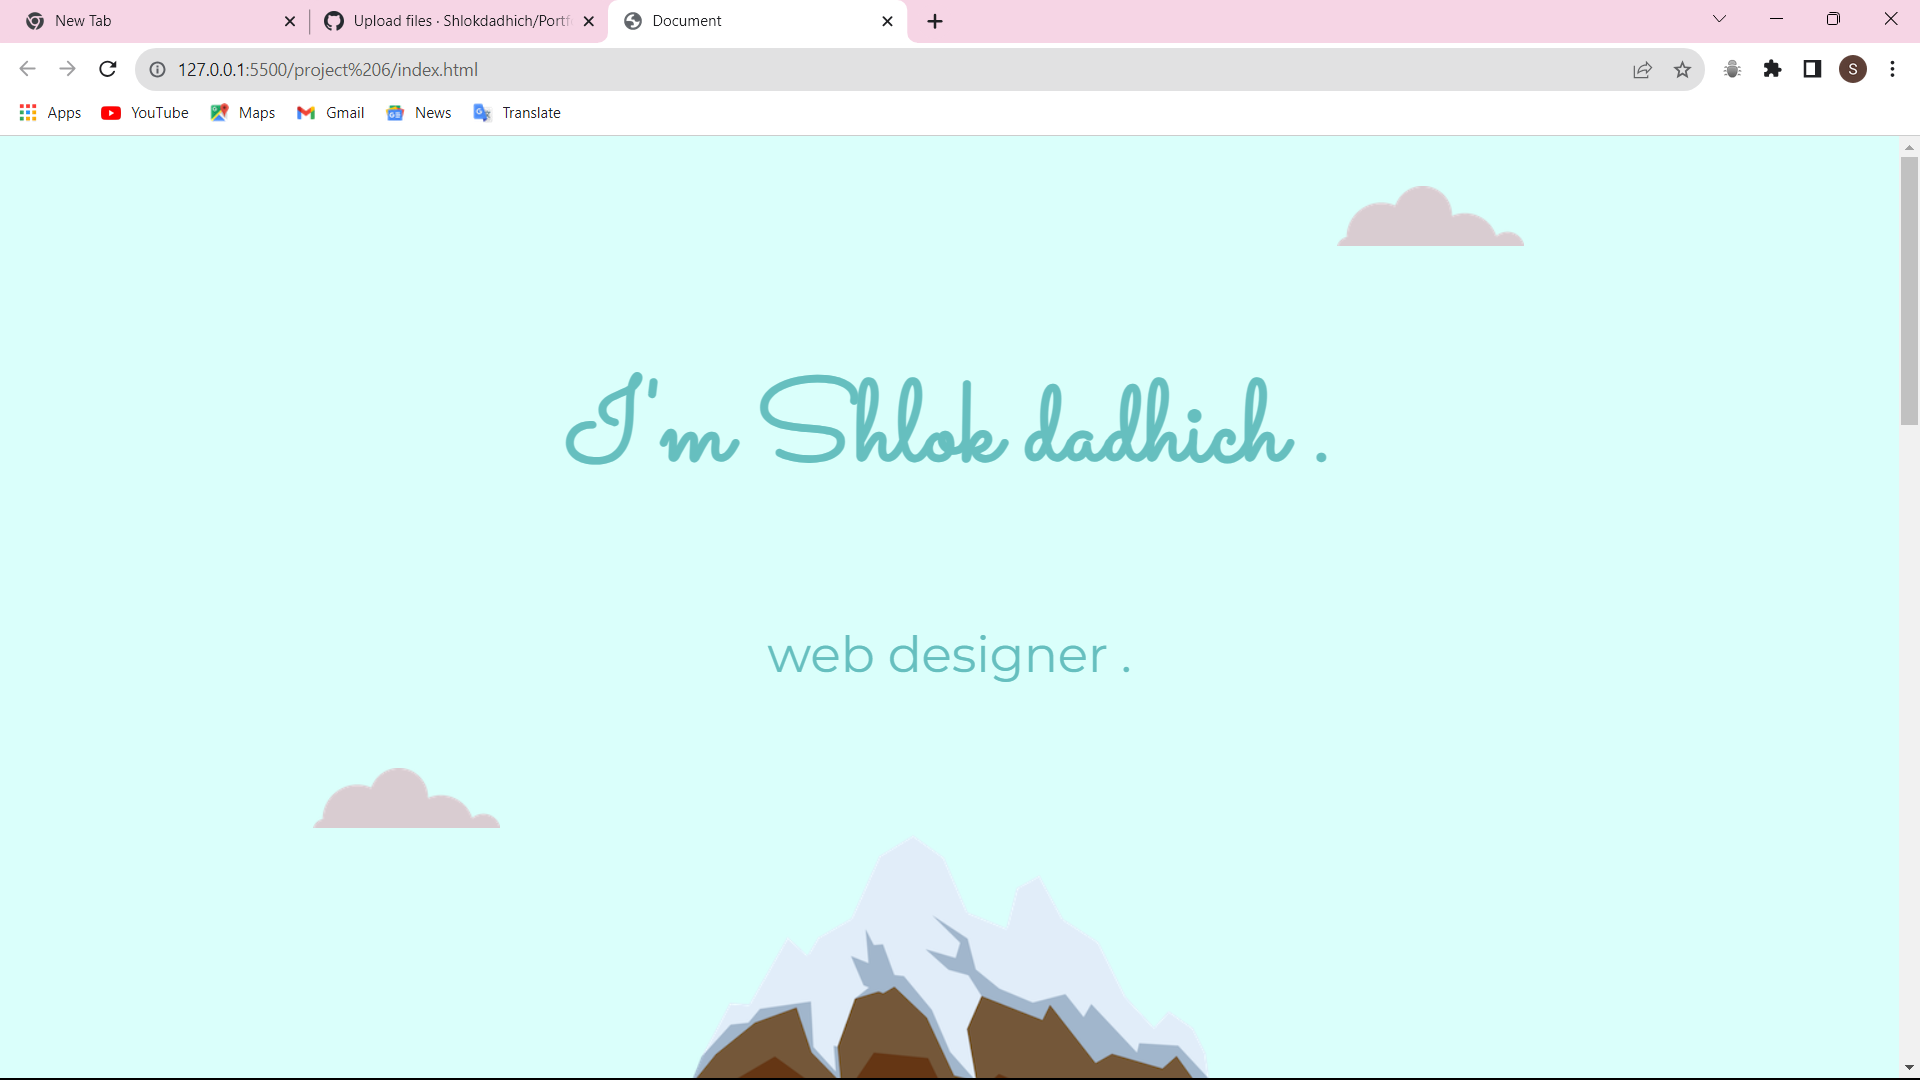 New Tab
Upload files · Shlokdadhich/Portf
Document
127.0.0.1:5500/project%206/index.html
S
Apps
YouTube
Maps
Gmail
News
Translate
I'm Shlok dadhich .
web designer .